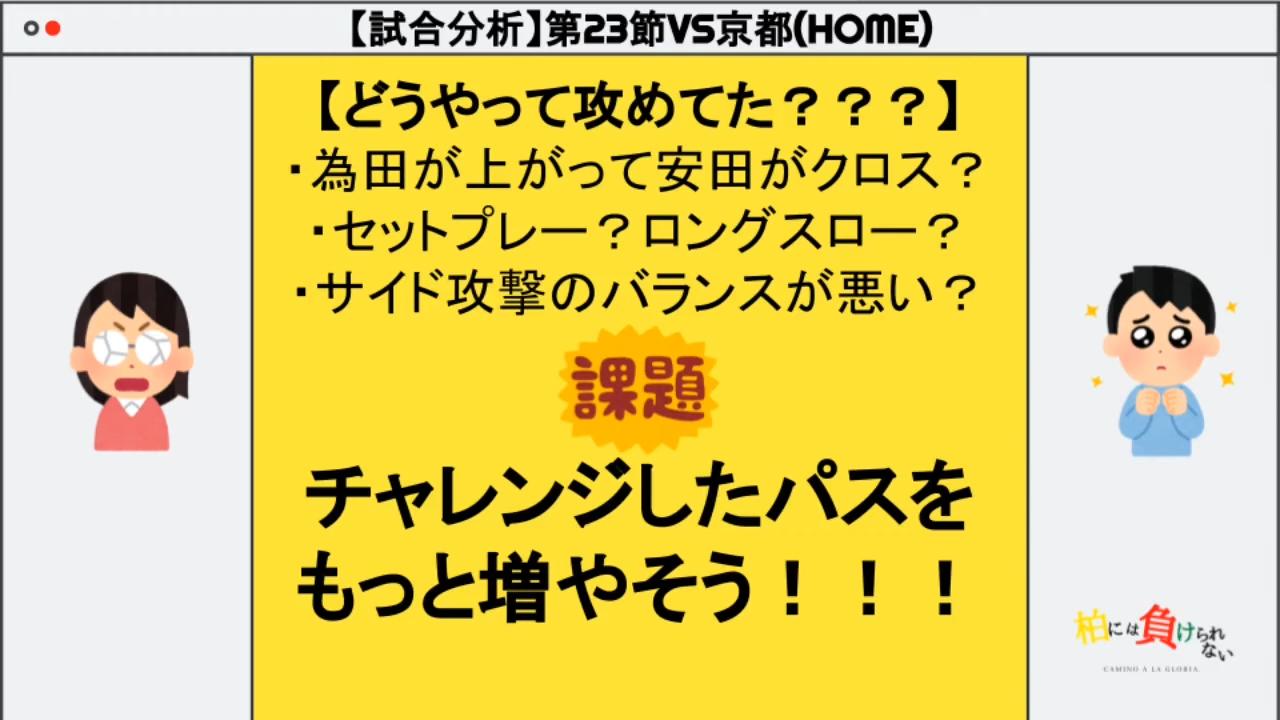 【試合分析】第23節VS京都(HOME)
【どうやって攻めてた？？？】
・為田が上がって安田がクロス？
・セットプレー？ロングスロー？
・サイド攻撃のバランスが悪い？
課題
チャレンジしたパスを
もっと増やそう！！！
柏には負けられない
CAMINO A LA GLORIA.